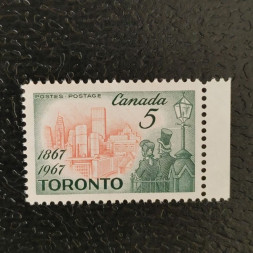 POSTES-POSTAGE
Canada
5
1867
1967
TORONTO